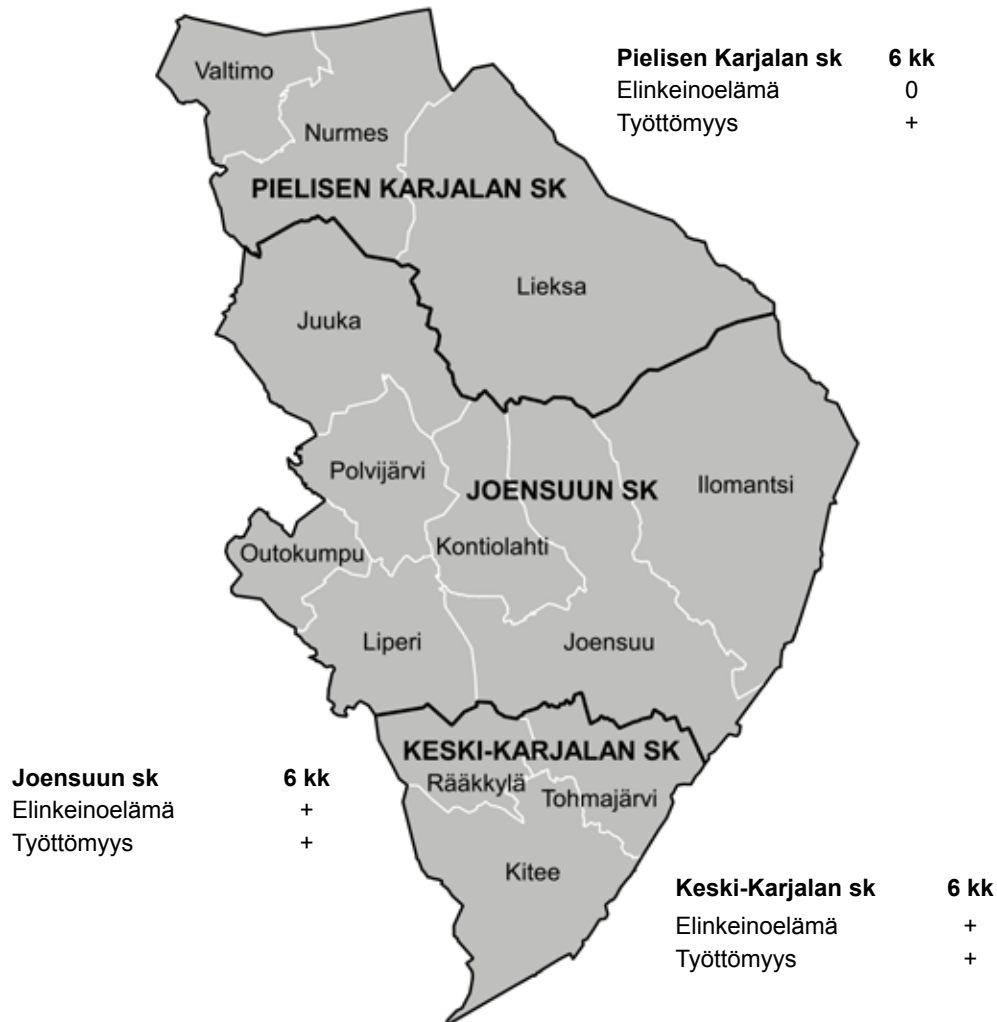 Pielisen Karjalan sk 6 kk
Elinkeinoelämä 0
Työttömyys +
Valtimo
Nurmes
PIELISEN KARJALAN SK
Lieksa
Juuka
Polvijärvi
JOENSUUN SK
Ilomantsi
Outokumpu
Kontiolahti
Liperi
Joensuu
KESKI-KARJALAN SK
Rääkkylä
Tohmajärvi
Kitee
Joensuun sk 6 kk
Elinkeinoelämä +
Työttömyys +
Keski-Karjalan sk 6 kk
Elinkeinoelämä +
Työttömyys +